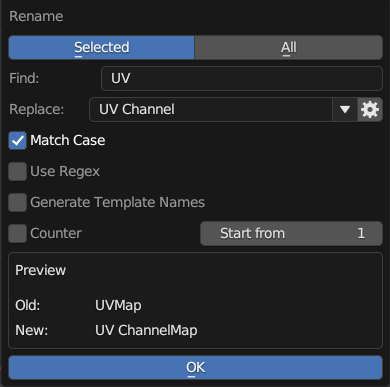 Rename
Selected All
Find: UV
Replace: UV Channel
Match Case
Use Regex
Generate Template Names
Counter Start from 1
Preview
Old: UVMap
New: UV ChannelMap
OK